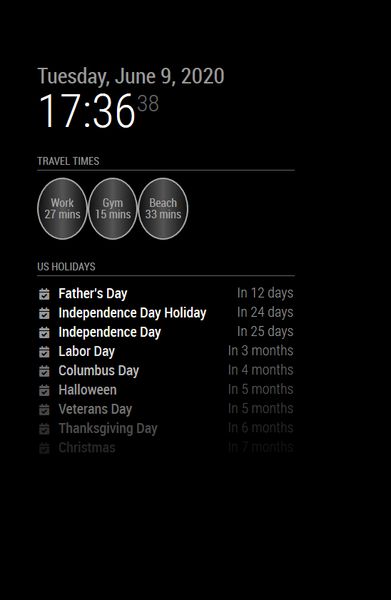 Tuesday, June 9, 2020
17:36 38
TRAVEL TIMES
Work
27 mins
Gym
15 mins
Beach
33 mins
US HOLIDAYS
Father's Day In 12 days
Independence Day Holiday In 24 days
Independence Day In 25 days
Labor Day In 3 months
Columbus Day In 4 months
Halloween In 5 months
Veterans Day In 5 months
Thanksgiving Day In 6 months
Christmas In 7 months